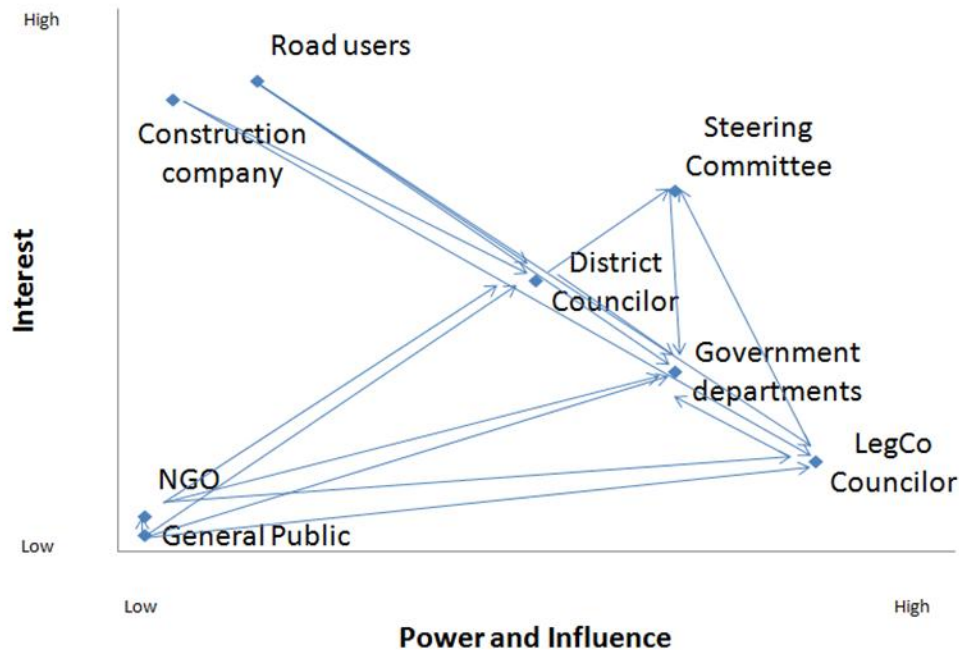 High
Road users
Construction
company
Steering
Committee
Interest
District
Councilor
Government
departments
LegCo
Councilor
NGO
General Public
Low
Low
High
Power and Influence